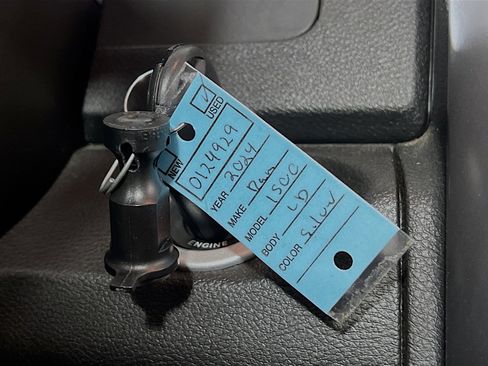 USED
NEW
0124929
YEAR 2024
MAKE Ram
MODEL 1500
BODY LD
COLOR Silver
ENGINE